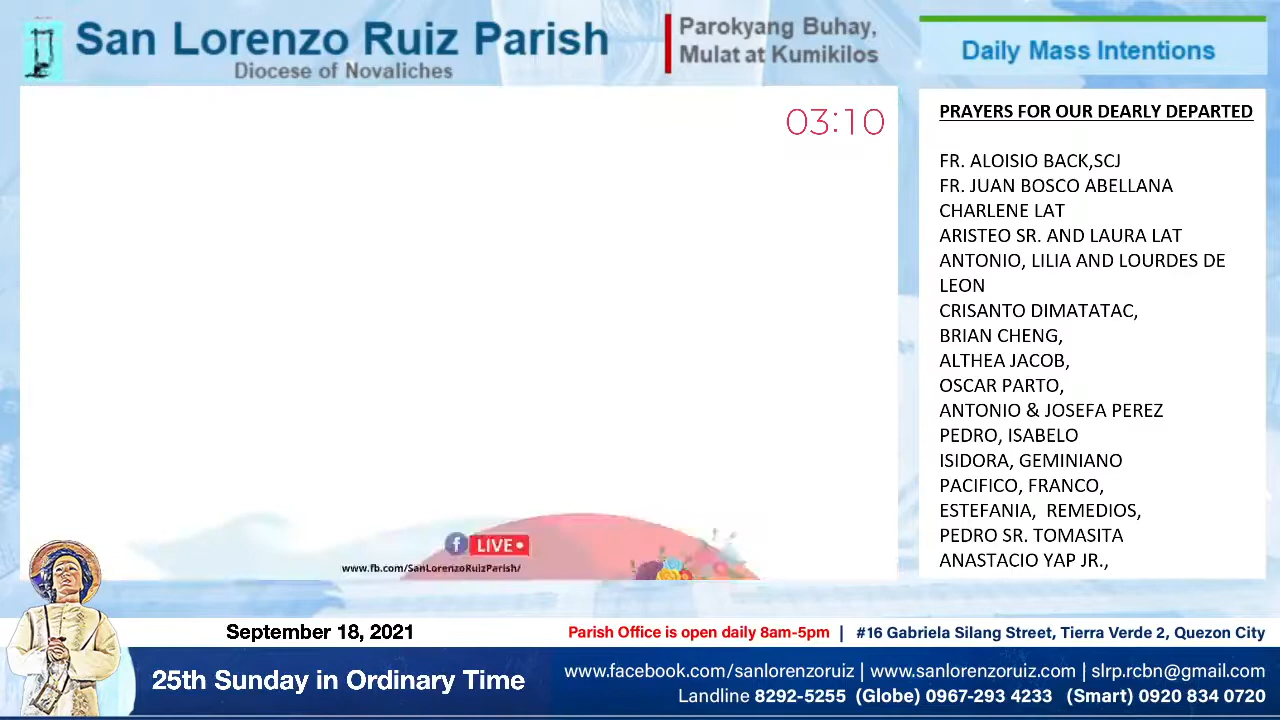 San Lorenzo Ruiz Parish
Diocese of Novaliches
Parokyang Buhay,
Mulat at Kumikilos
Daily Mass Intentions
03:10
PRAYERS FOR OUR DEARLY DEPARTED
FR. ALOISIO BACK,SCJ
FR. JUAN BOSCO ABELLANA
CHARLENE LAT
ARISTEO SR. AND LAURA LAT
ANTONIO, LILIA AND LOURDES DE
LEON
CRISANTO DIMATATAC,
BRIAN CHENG,
ALTHEA JACOB,
OSCAR PARTO,
ANTONIO & JOSEFA PEREZ
PEDRO, ISABELO
ISIDORA, GEMINIANO
PACIFICO, FRANCO,
ESTEFANIA, REMEDIOS,
PEDRO SR. TOMASITA
ANASTACIO YAP JR.,
f LIVE
www.fb.com/SanLorenzoRuizParish/
September 18, 2021
Parish Office is open daily 8am-5pm | #16 Gabriela Silang Street, Tierra Verde 2, Quezon City
25th Sunday in Ordinary Time
www.facebook.com/sanlorenzoruiz | www.sanlorenzoruiz.com | slrp.rcbn@gmail.com
Landline 8292-5255 (Globe) 0967-293 4233 (Smart) 0920 834 0720